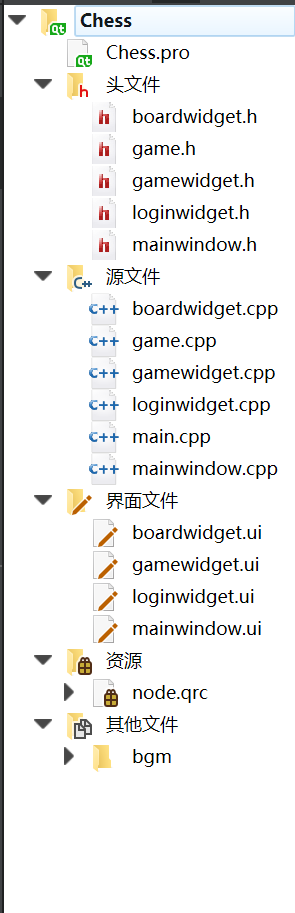 Chess
Chess.pro
头文件
boardwidget.h
game.h
gamewidget.h
loginwidget.h
mainwindow.h
源文件
boardwidget.cpp
game.cpp
gamewidget.cpp
loginwidget.cpp
main.cpp
mainwindow.cpp
界面文件
boardwidget.ui
gamewidget.ui
loginwidget.ui
mainwindow.ui
资源
node.qrc
其他文件
bgm